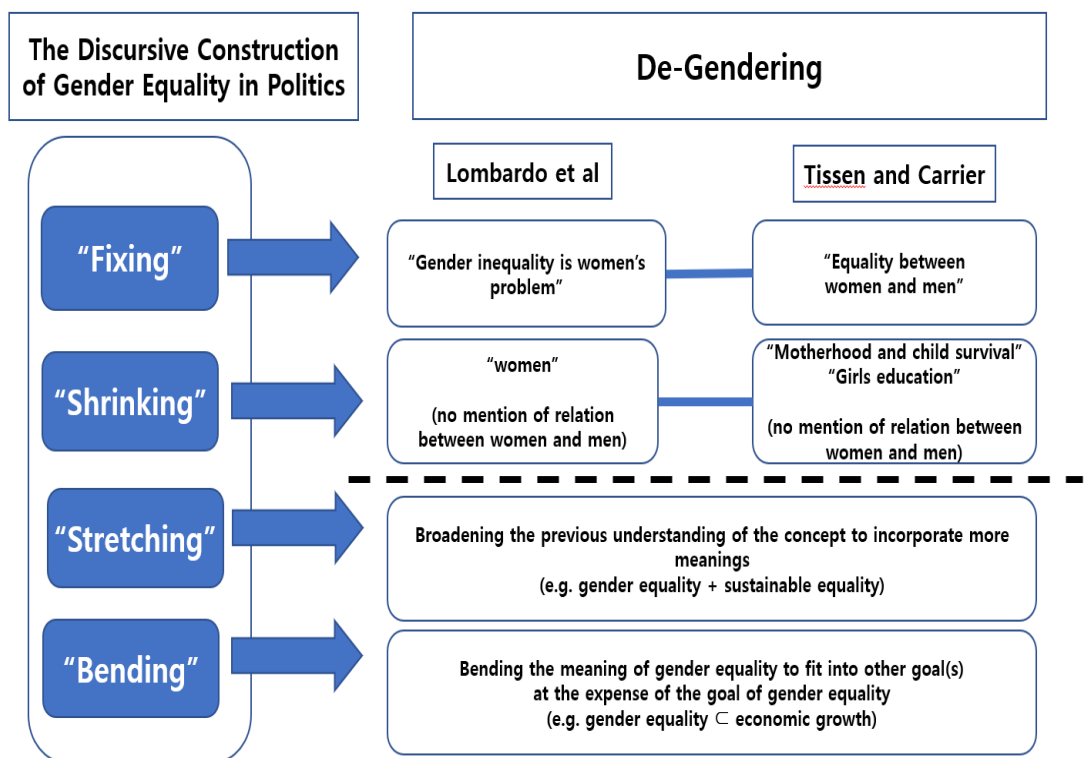 The Discursive Construction
of Gender Equality in Politics
De-Gendering
Lombardo et al
Tissen and Carrier
“Fixing”
“Gender inequality is women’s
problem”
“Equality between
women and men”
“Shrinking”
“women”
(no mention of relation
between women and men)
“Motherhood and child survival”
“Girls education”
(no mention of relation between
women and men)
“Stretching”
Broadening the previous understanding of the concept to incorporate more
meanings
(e.g. gender equality + sustainable equality)
“Bending”
Bending the meaning of gender equality to fit into other goal(s)
at the expense of the goal of gender equality
(e.g. gender equality ⊂ economic growth)